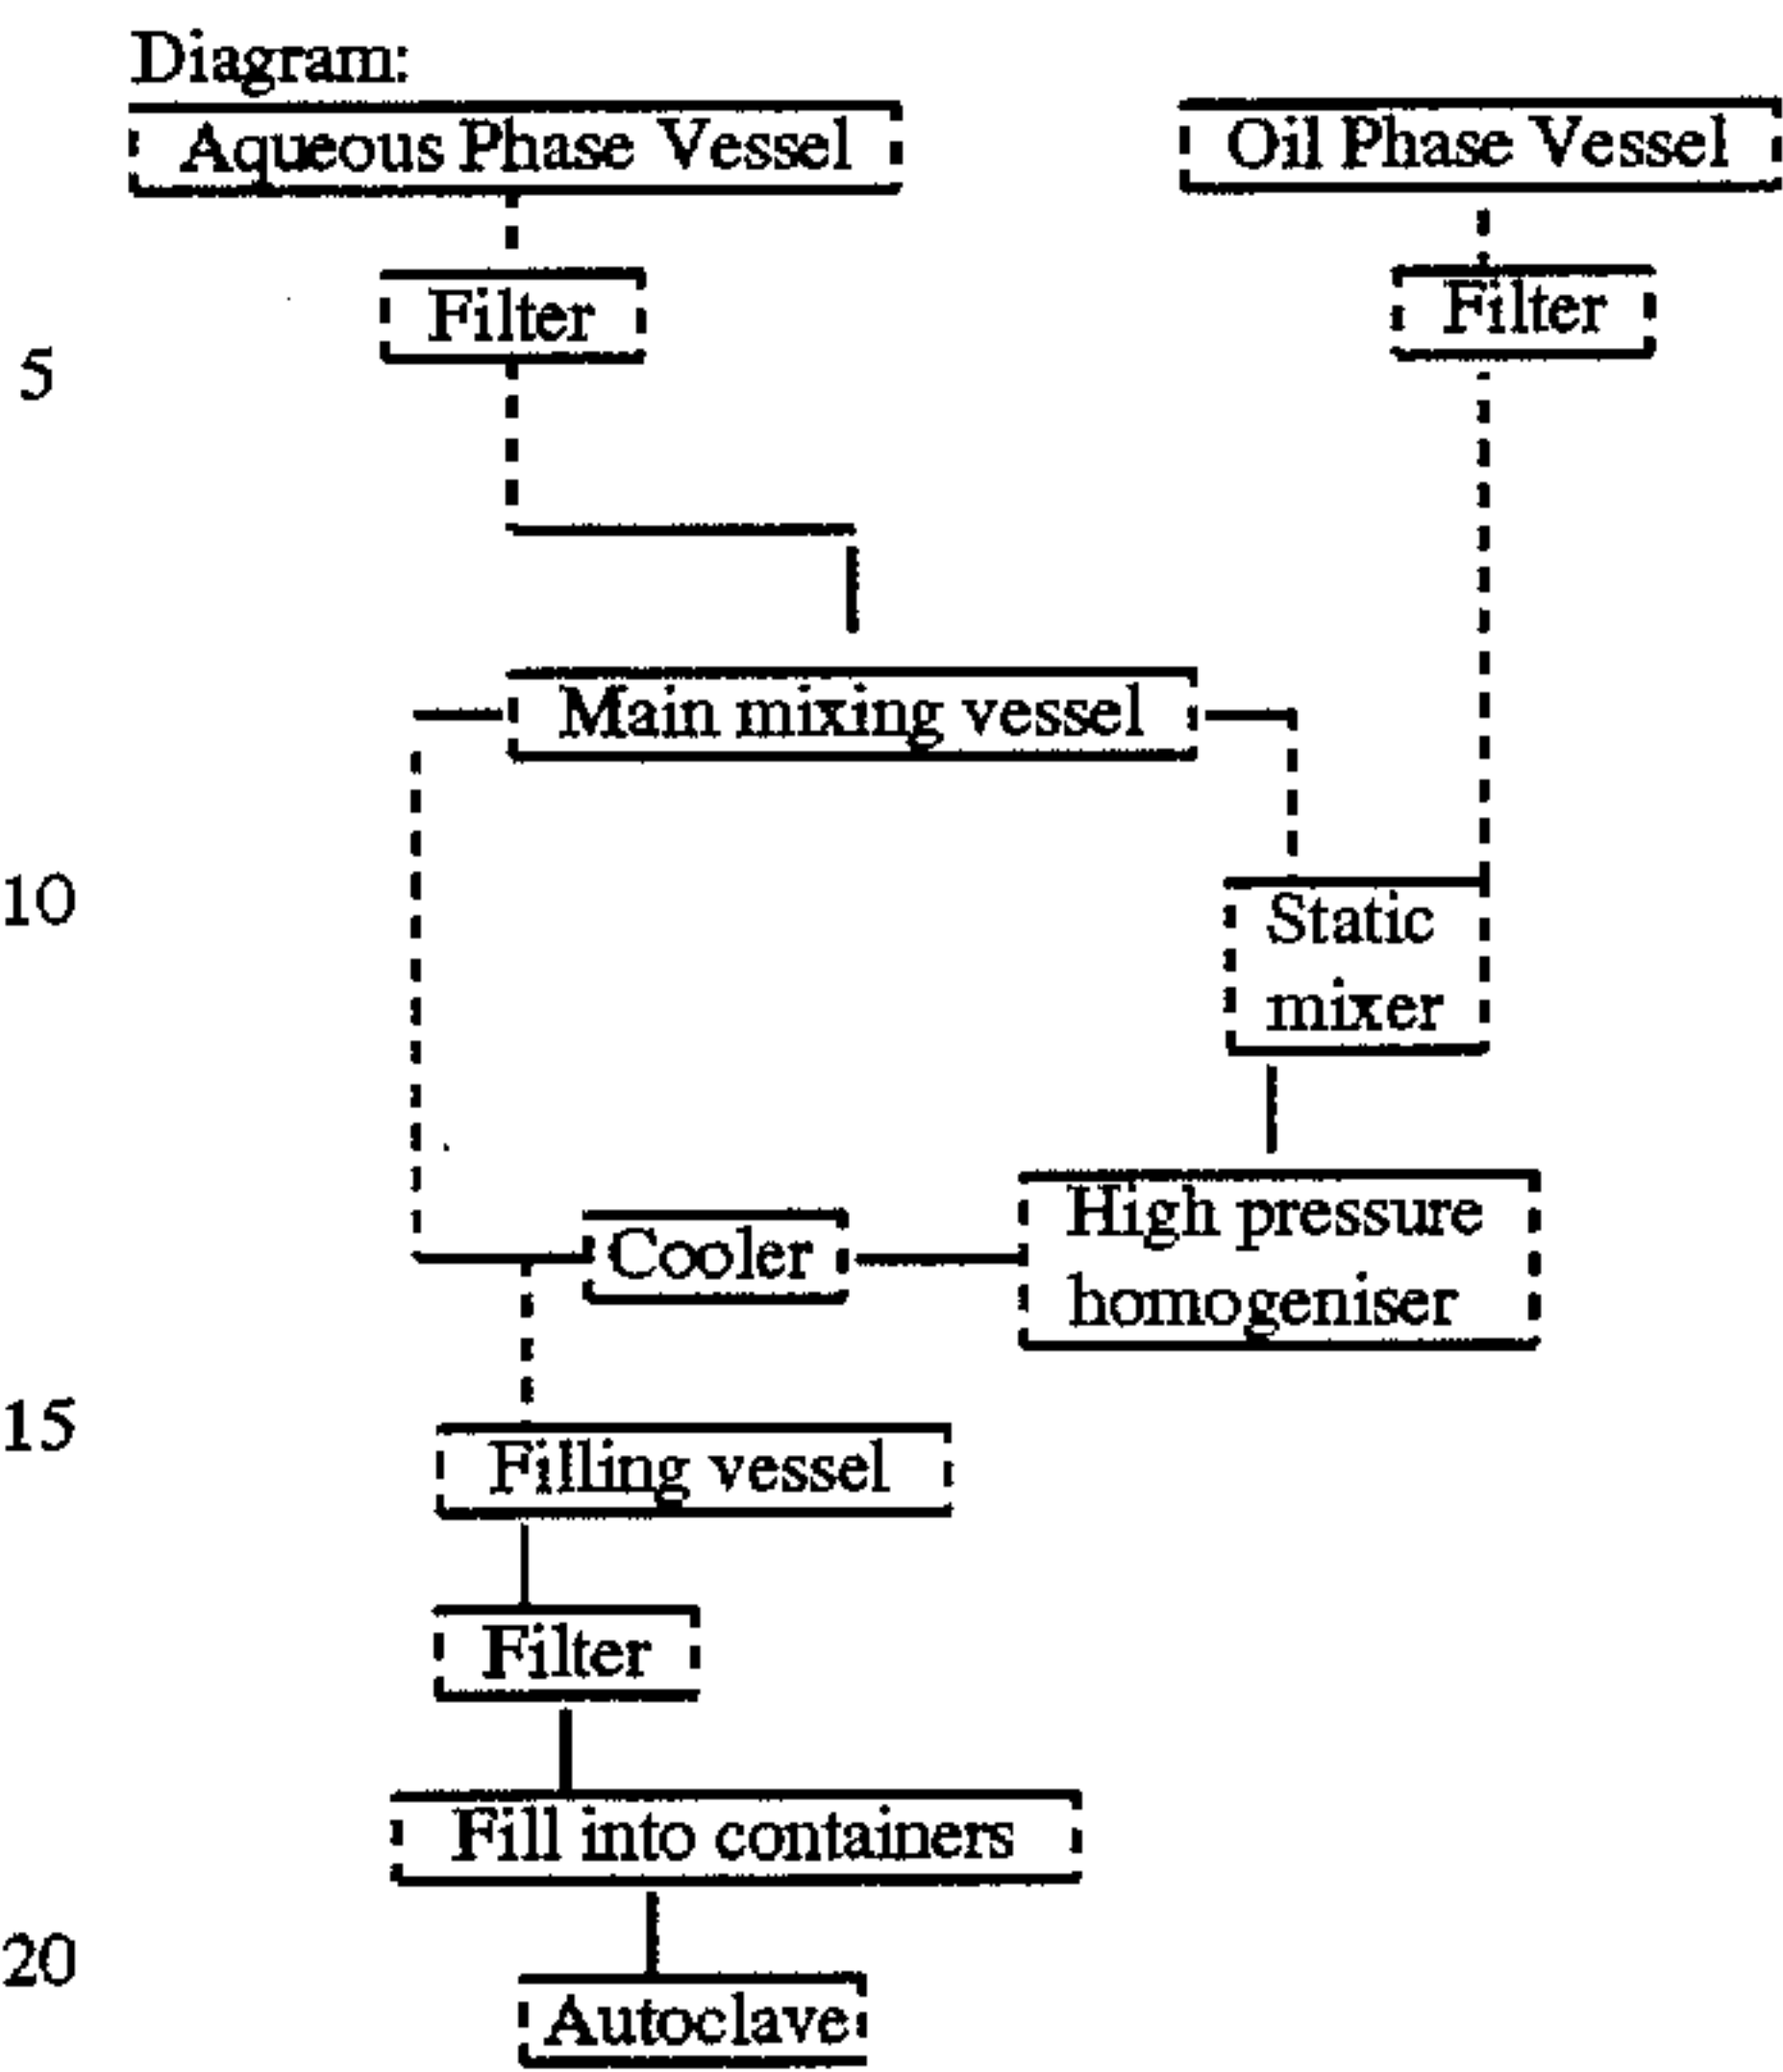 Diagram:
Aqueous Phase Vessel
Oil Phase Vessel
Filter
Filter
5
Main mixing vessel
10
Static
mixer
High pressure
homogeniser
Cooler
15
Filling vessel
Filter
Fill into containers
20
Autoclave